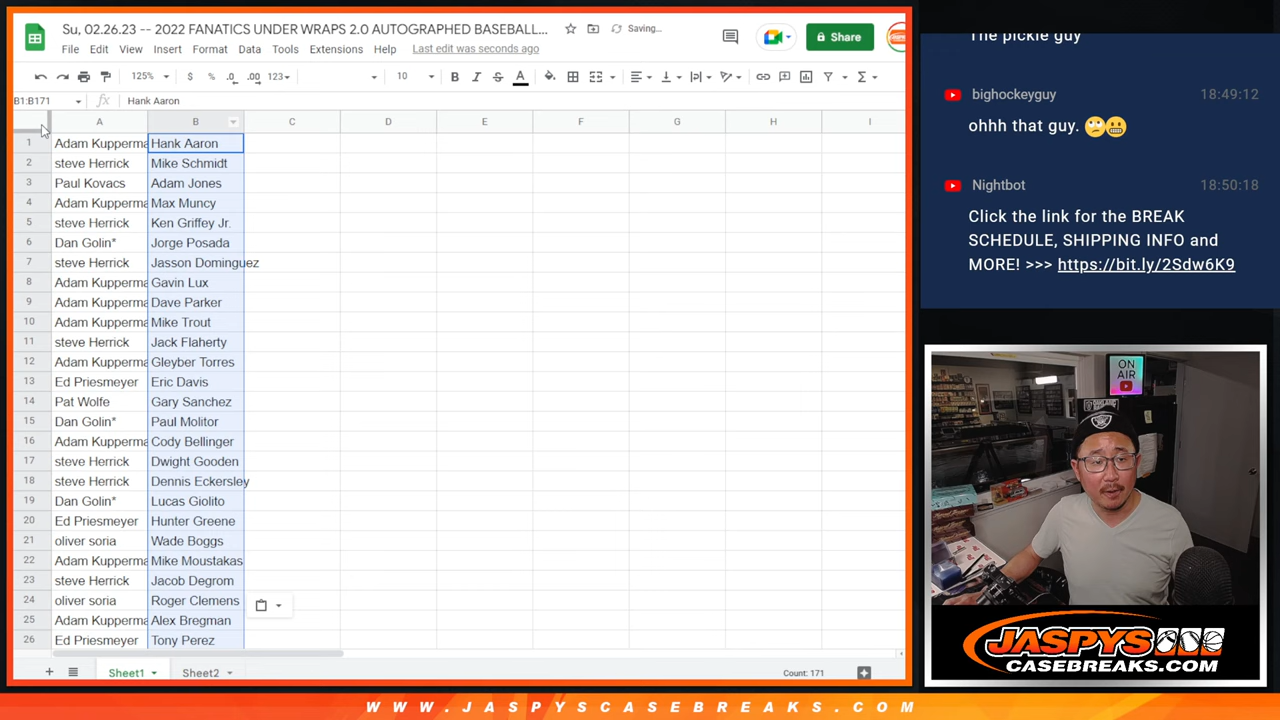 Su, 02.26.23 -- 2022 FANATICS UNDER WRAPS 2.0 AUTOGRAPHED BASEBALL...
Saving...
File Edit View Insert Format Data Tools Extensions Help Last edit was seconds ago
Share
125% $ % .0 .00 123 10 B I S A
B1:B171 fx Hank Aaron
A B C D E F G H I
1 Adam Kupperma Hank Aaron
2 steve Herrick Mike Schmidt
3 Paul Kovacs Adam Jones
4 Adam Kupperma Max Muncy
5 steve Herrick Ken Griffey Jr.
6 Dan Golin* Jorge Posada
7 steve Herrick Jasson Dominguez
8 Adam Kupperma Gavin Lux
9 Adam Kupperma Dave Parker
10 Adam Kupperma Mike Trout
11 steve Herrick Jack Flaherty
12 Adam Kupperma Gleyber Torres
13 Ed Priesmeyer Eric Davis
14 Pat Wolfe Gary Sanchez
15 Dan Golin* Paul Molitor
16 Adam Kupperma Cody Bellinger
17 steve Herrick Dwight Gooden
18 steve Herrick Dennis Eckersley
19 Dan Golin* Lucas Giolito
20 Ed Priesmeyer Hunter Greene
21 oliver soria Wade Boggs
22 Adam Kupperma Mike Moustakas
23 steve Herrick Jacob Degrom
24 oliver soria Roger Clemens
25 Adam Kupperma Alex Bregman
26 Ed Priesmeyer Tony Perez
Sheet1 Sheet2 Count: 171
The pickle guy
bighockeyguy 18:49:12
ohhh that guy. 🙄😬
Nightbot 18:50:18
Click the link for the BREAK
SCHEDULE, SHIPPING INFO and
MORE! >>> https://bit.ly/2Sdw6K9
ON
AIR
JASPYS
CASEBREAKS.COM
WWW.JASPYSCASEBREAKS.COM